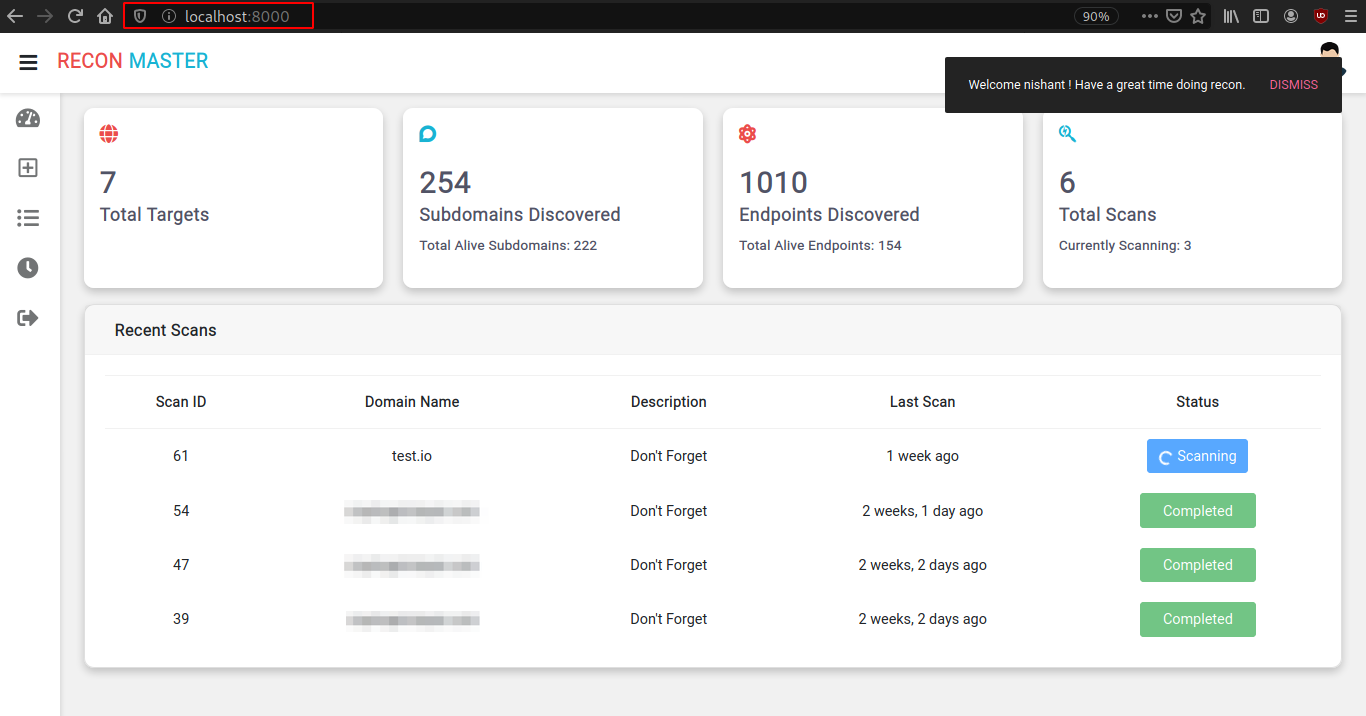 localhost:8000
90%
RECON MASTER
Welcome nishant ! Have a great time doing recon. DISMISS
7
Total Targets
254
Subdomains Discovered
Total Alive Subdomains: 222
1010
Endpoints Discovered
Total Alive Endpoints: 154
6
Total Scans
Currently Scanning: 3
Recent Scans
Scan ID Domain Name Description Last Scan Status
61 test.io Don't Forget 1 week ago Scanning
54 Don't Forget 2 weeks, 1 day ago Completed
47 Don't Forget 2 weeks, 2 days ago Completed
39 Don't Forget 2 weeks, 2 days ago Completed